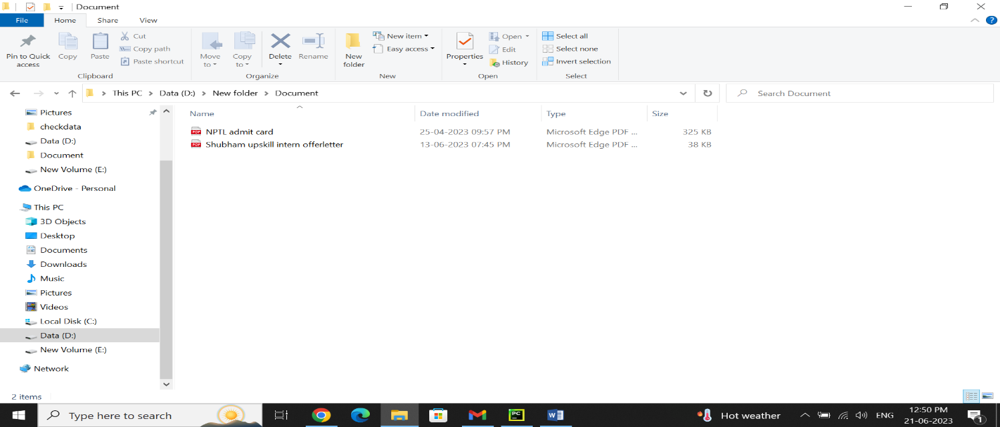 Document
File Home Share View
Pin to Quick access
Copy
Paste
Cut
Copy path
Paste shortcut
Clipboard
Move to
Copy to
Delete
Rename
Organize
New folder
New item
Easy access
New
Properties
Open
Edit
History
Open
Select all
Select none
Invert selection
Select
This PC > Data (D:) > New folder > Document
Search Document
Pictures
checkdata
Data (D:)
Document
New Volume (E:)
OneDrive - Personal
This PC
3D Objects
Desktop
Documents
Downloads
Music
Pictures
Videos
Local Disk (C:)
Data (D:)
New Volume (E:)
Network
Name Date modified Type Size
NPTL admit card 25-04-2023 09:57 PM Microsoft Edge PDF ... 325 KB
Shubham upskill intern offerletter 13-06-2023 07:45 PM Microsoft Edge PDF ... 38 KB
2 items
Type here to search
Hot weather
ENG
12:50 PM
21-06-2023
1